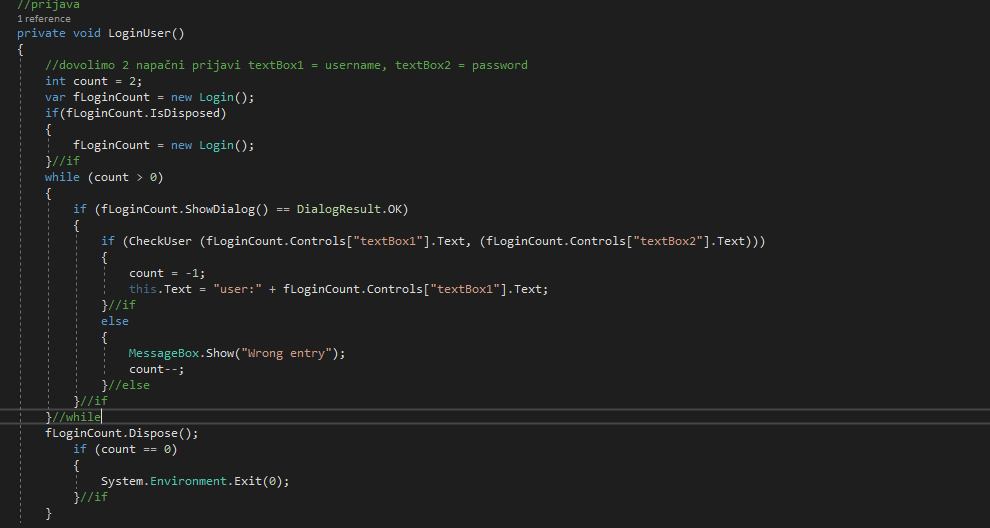 //prijava
1 reference
private void LoginUser()
{
//dovolimo 2 napačni prijavi textBox1 = username, textBox2 = password
int count = 2;
var fLoginCount = new Login();
if(fLoginCount.IsDisposed)
{
fLoginCount = new Login();
}//if
while (count > 0)
{
if (fLoginCount.ShowDialog() == DialogResult.OK)
{
if (CheckUser (fLoginCount.Controls["textBox1"].Text, (fLoginCount.Controls["textBox2"].Text)))
{
count = -1;
this.Text = "user:" + fLoginCount.Controls["textBox1"].Text;
}//if
else
{
MessageBox.Show("Wrong entry");
count--;
}//else
}//if
}//while
fLoginCount.Dispose();
if (count == 0)
{
System.Environment.Exit(0);
}//if
}